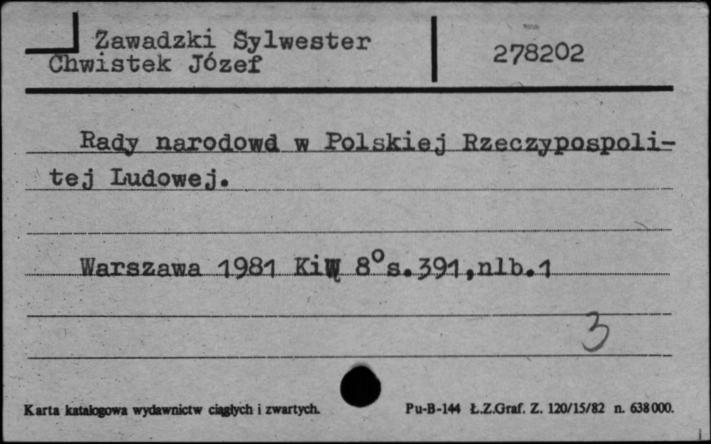 Zawadzki Sylwester
Chwistek Józef
278202
Rady narodowd w Polskiej Rzeczypospoli-
tej Ludowej.
Warszawa 1981 KiW 8°s.391,nlb.1
3
Karta katalogowa wydawnictw ciągłych i zwartych.
Pu-B-144 Ł.Z.Graf. Z. 120/15/82 n. 638000.